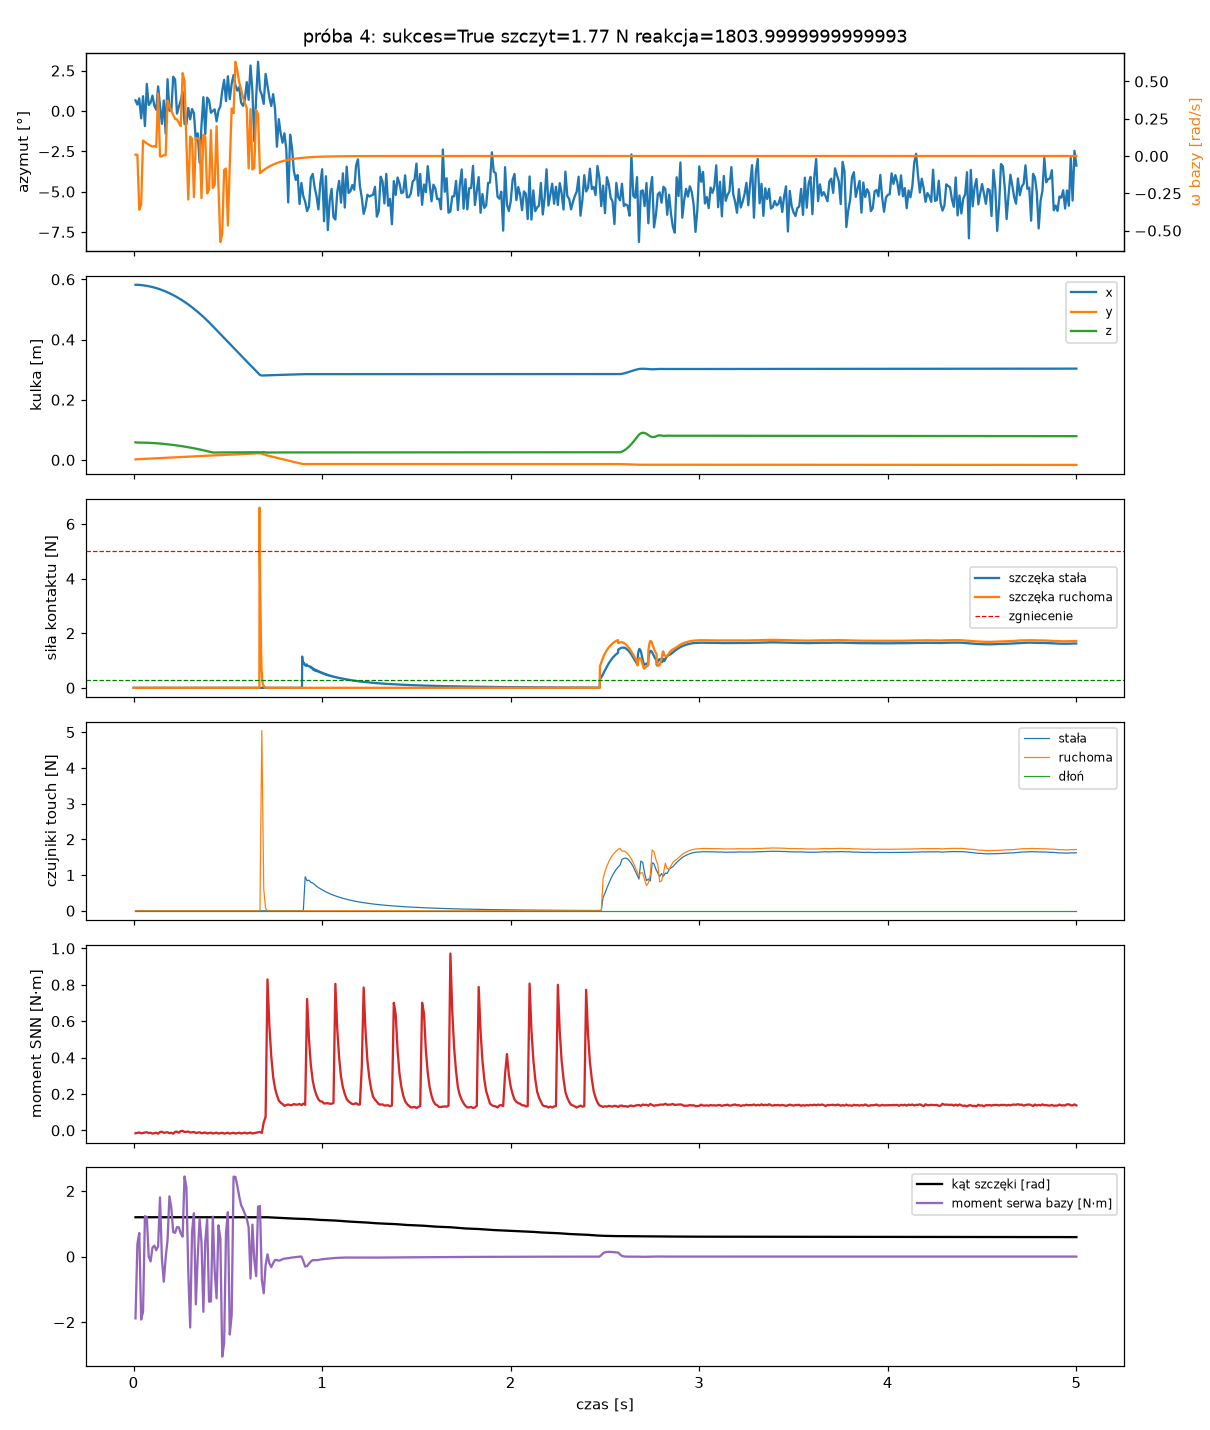 próba 4: sukces=True szczyt=1.77 N reakcja=1803.9999999999993
2.5
0.0
−2.5
−5.0
−7.5
azymut [°]
0.50
0.25
0.00
−0.25
−0.50
ω bazy [rad/s]
0.6
0.4
0.2
0.0
kulka [m]
x
y
z
6
4
2
0
siła kontaktu [N]
szczęka stała
szczęka ruchoma
zgniecenie
5
4
3
2
1
0
czujniki touch [N]
stała
ruchoma
dłoń
1.0
0.8
0.6
0.4
0.2
0.0
moment SNN [N·m]
2
0
−2
kąt szczęki [rad]
moment serwa bazy [N·m]
0
1
2
3
4
5
czas [s]